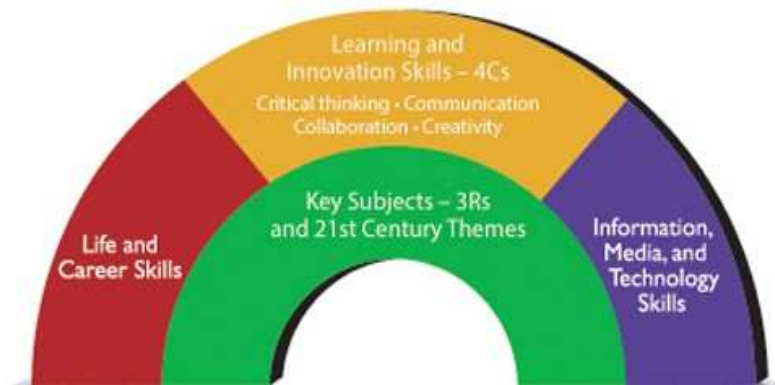 Learning and
Innovation Skills – 4Cs
Critical thinking • Communication
Collaboration • Creativity
Key Subjects – 3Rs
and 21st Century Themes
Life and
Career Skills
Information,
Media, and
Technology
Skills